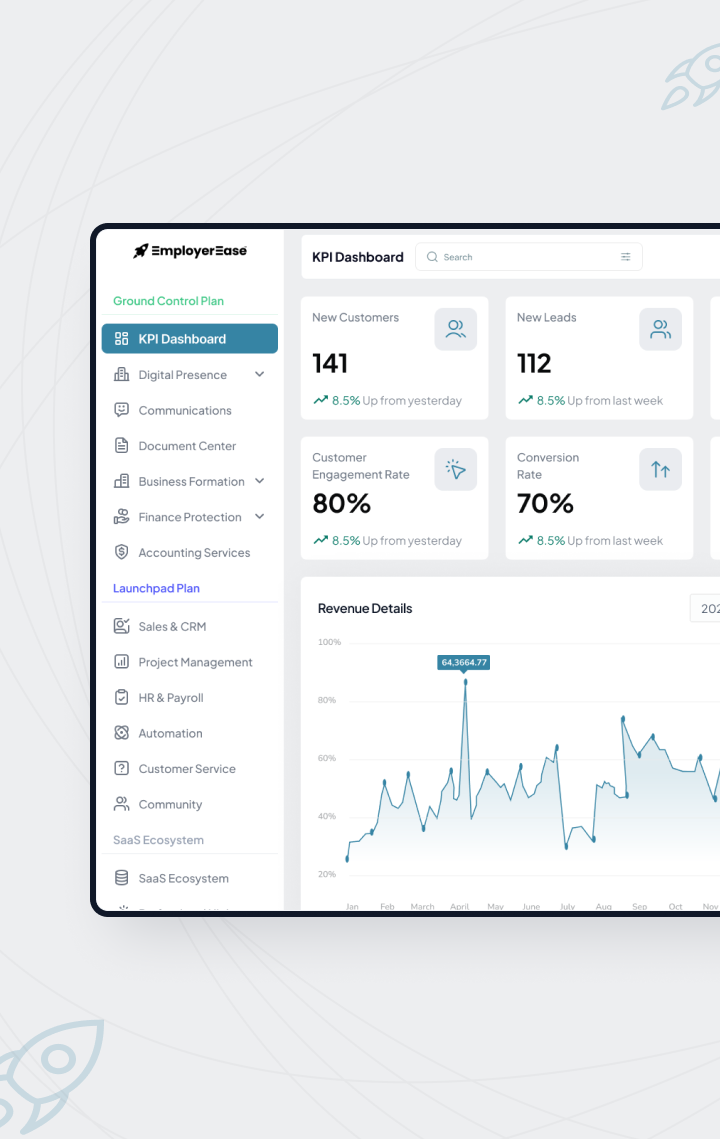 EmployerEase
Ground Control Plan
KPI Dashboard
Digital Presence
Communications
Document Center
Business Formation
Finance Protection
Accounting Services
Launchpad Plan
Sales & CRM
Project Management
HR & Payroll
Automation
Customer Service
Community
SaaS Ecosystem
SaaS Ecosystem
KPI Dashboard
Search
New Customers
141
8.5% Up from yesterday
New Leads
112
8.5% Up from last week
Customer
Engagement Rate
80%
8.5% Up from yesterday
Conversion
Rate
70%
8.5% Up from last week
Revenue Details
202
100%
64,3664.77
80%
60%
40%
20%
Jan Feb March April May June July Aug Sep Oct Nov